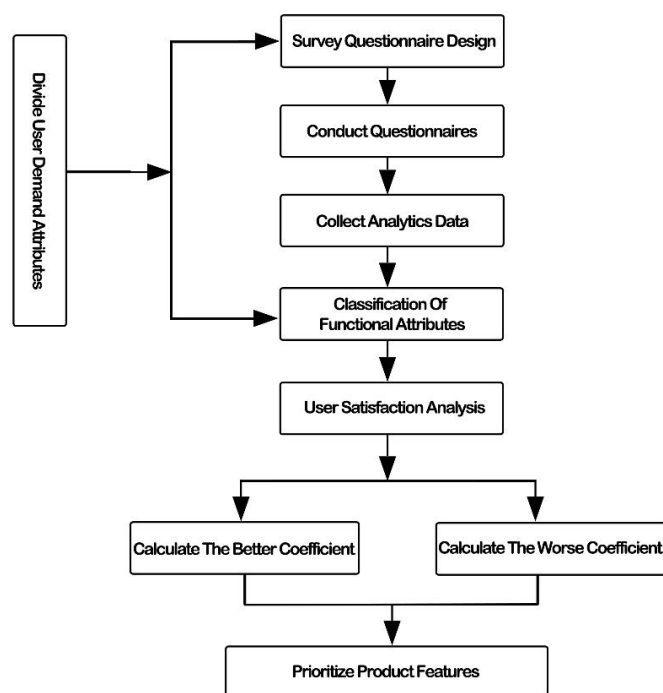 Divide User Demand Attributes
Survey Questionnaire Design
Conduct Questionnaires
Collect Analytics Data
Classification Of
Functional Attributes
User Satisfaction Analysis
Calculate The Better Coefficient
Calculate The Worse Coefficient
Prioritize Product Features